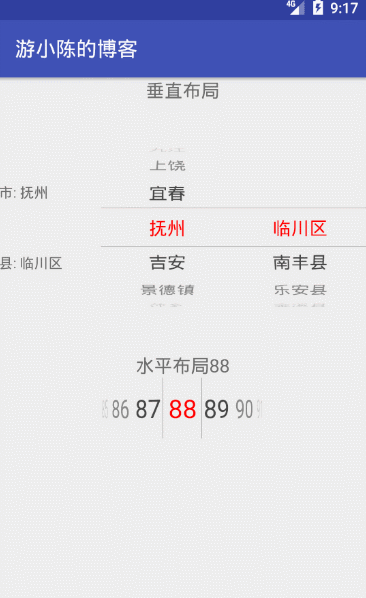 4G 9:17
游小陈的博客
垂直布局
上饶
市: 抚州 宜春
抚州 临川区
县: 临川区 吉安 南丰县
景德镇 乐安县
水平布局88
86 87 88 89 90